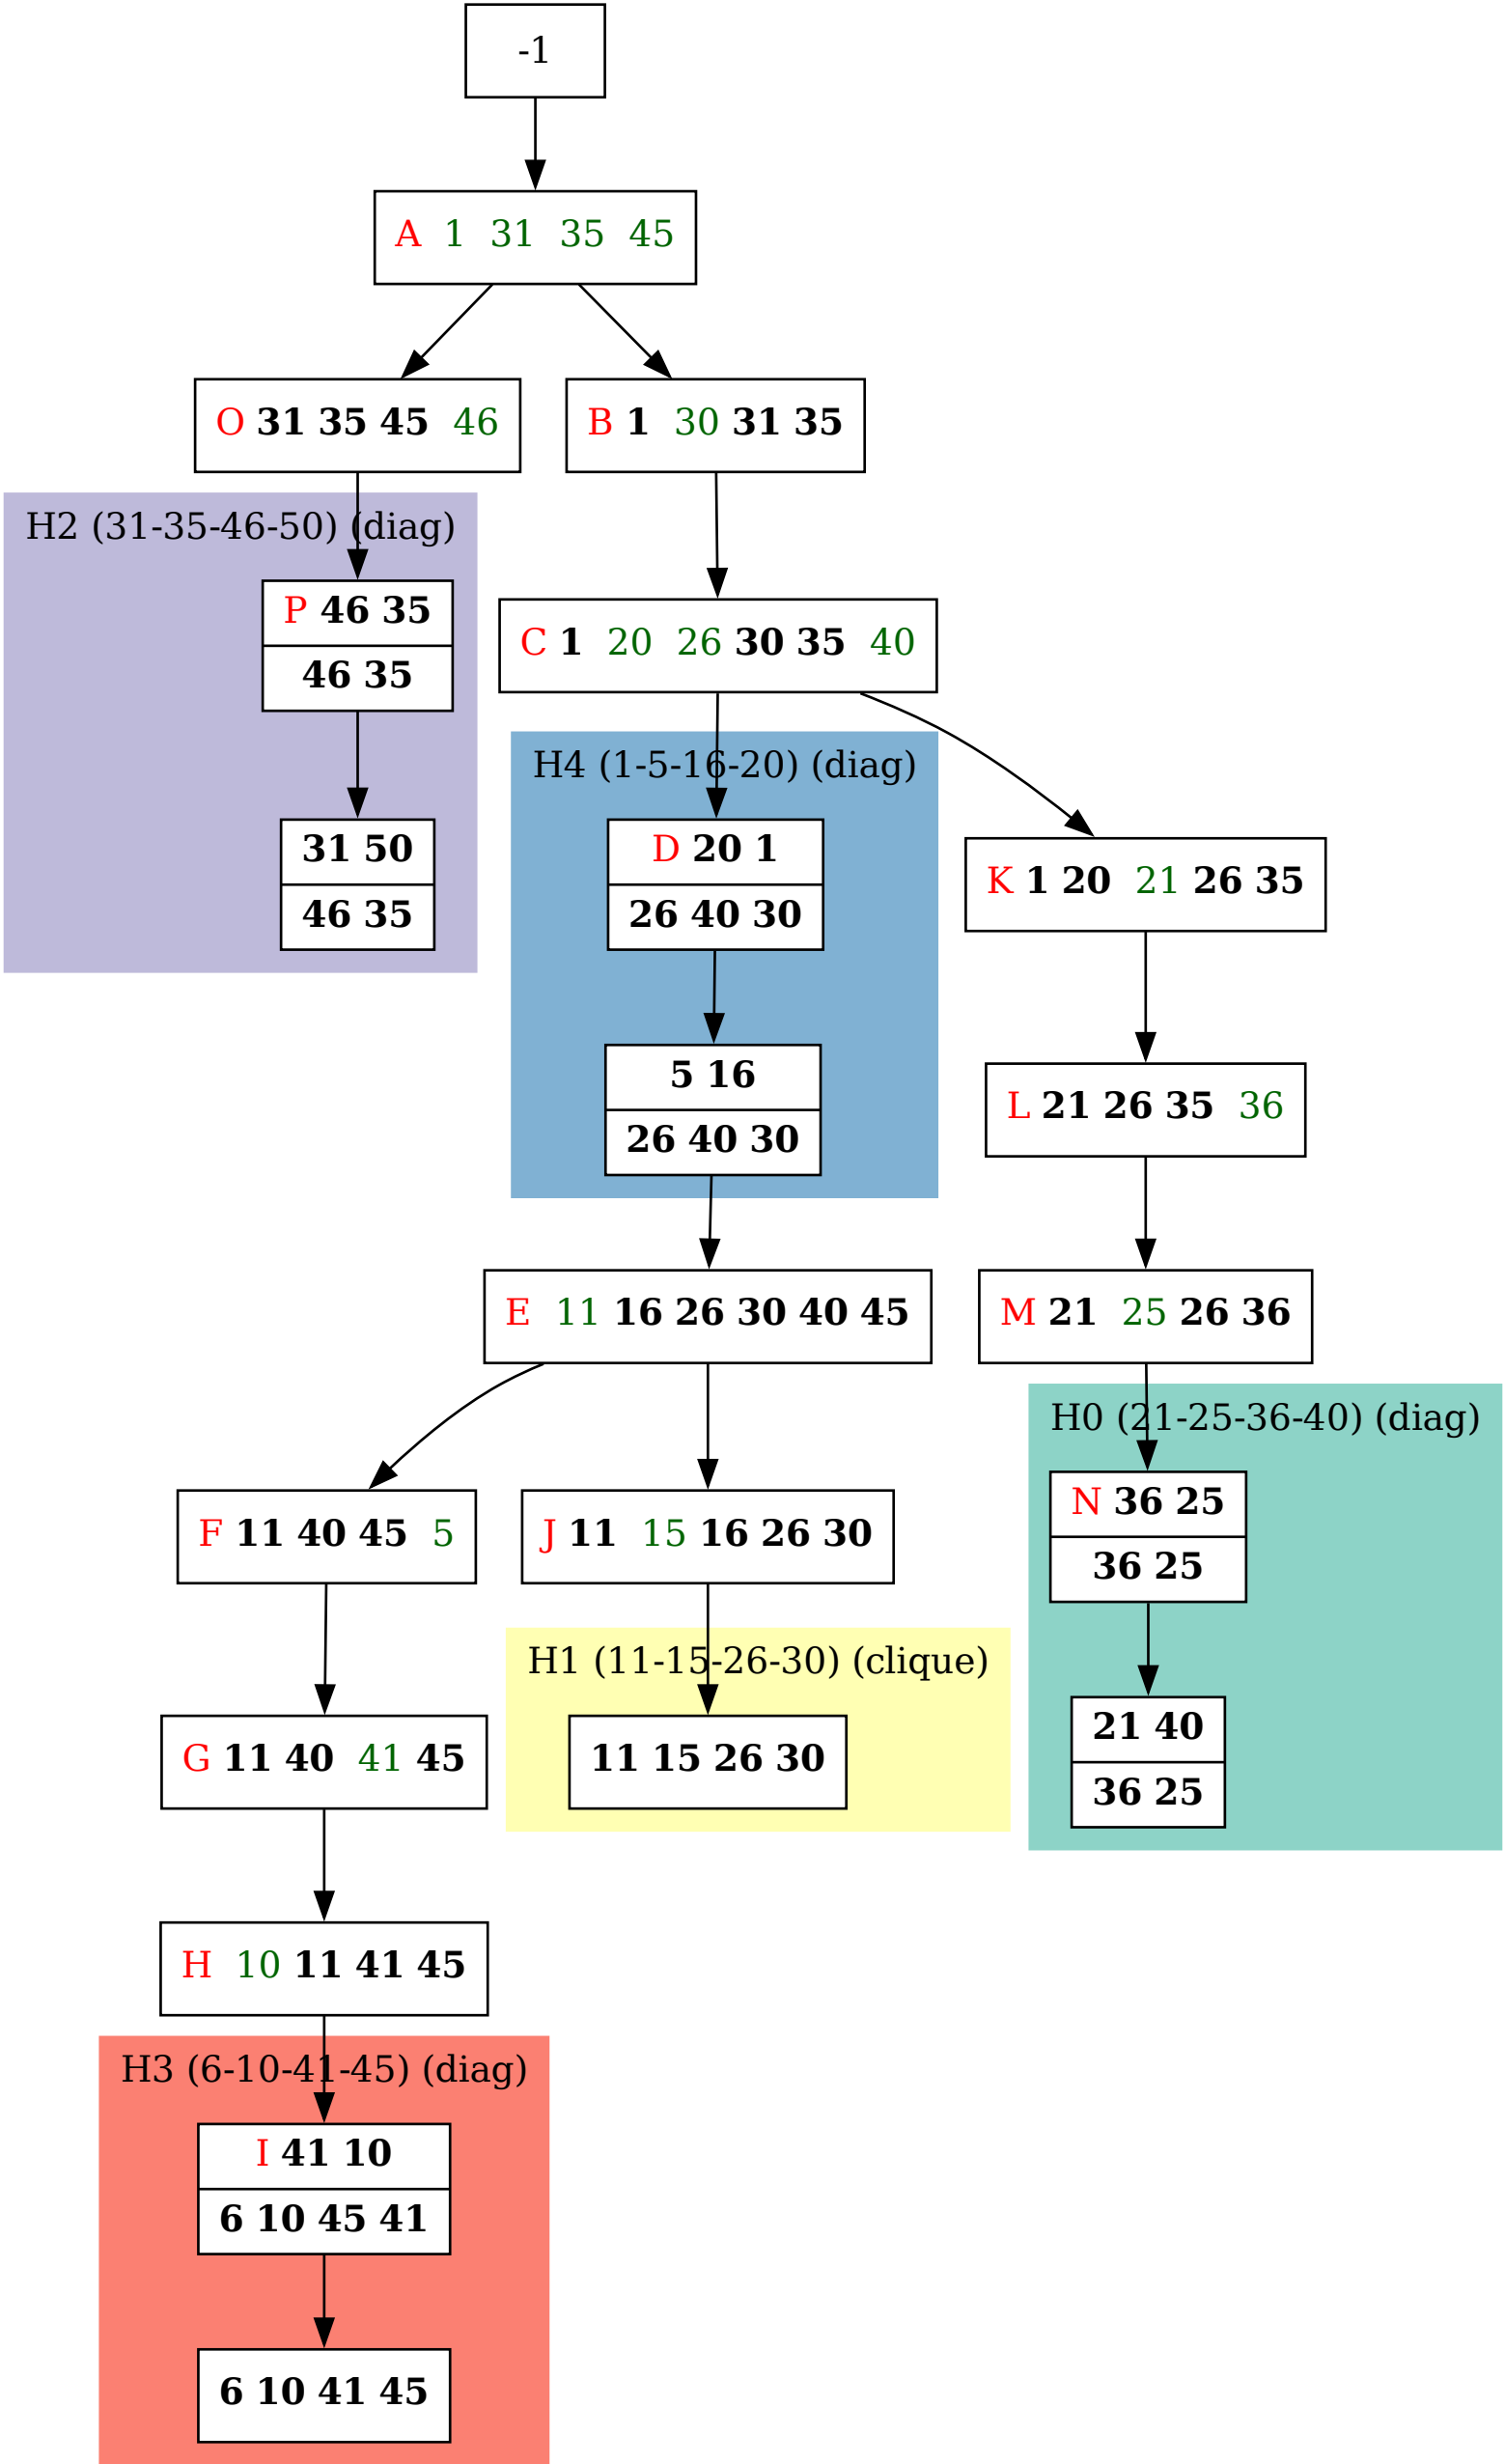 -1
A 1 31 35 45
O 31 35 45 46
B 1 30 31 35
H2 (31-35-46-50) (diag)
P 46 35
46 35
C 1 20 26 30 35 40
H4 (1-5-16-20) (diag)
31 50
46 35
D 20 1
26 40 30
K 1 20 21 26 35
5 16
26 40 30
L 21 26 35 36
E 11 16 26 30 40 45
M 21 25 26 36
H0 (21-25-36-40) (diag)
F 11 40 45 5
J 11 15 16 26 30
N 36 25
36 25
H1 (11-15-26-30) (clique)
G 11 40 41 45
11 15 26 30
21 40
36 25
H 10 11 41 45
H3 (6-10-41-45) (diag)
I 41 10
6 10 45 41
6 10 41 45